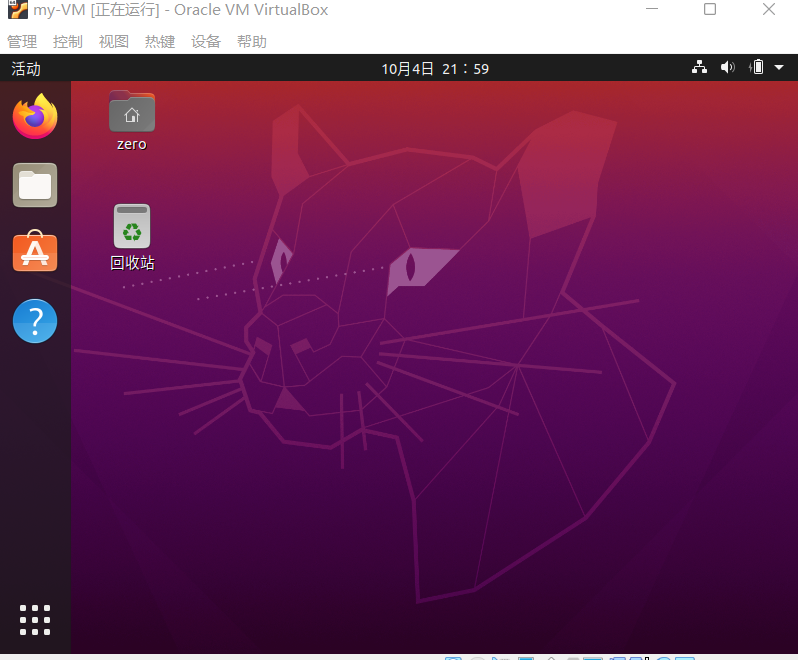 my-VM [正在运行] - Oracle VM VirtualBox
管理 控制 视图 热键 设备 帮助
活动 10月4日 21：59
zero
回收站